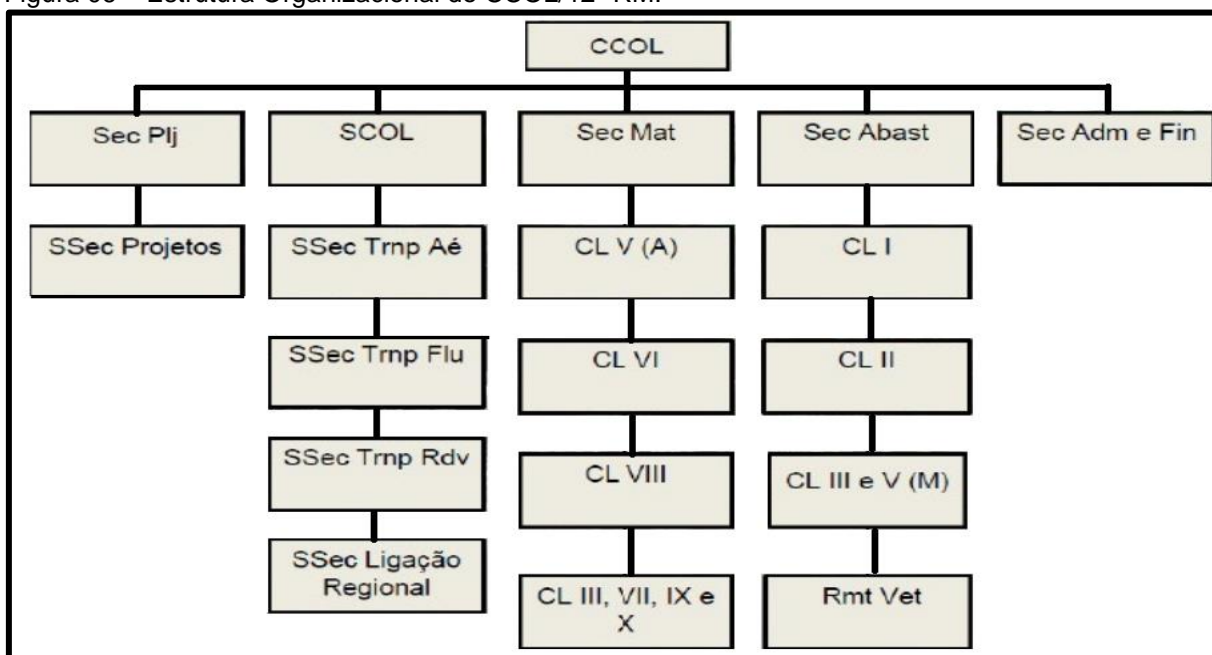 CCOL
Sec Plj
SCOL
Sec Mat
Sec Abast
Sec Adm e Fin
SSec Projetos
SSec Trnp Aé
CL V (A)
CL I
SSec Trnp Flu
CL VI
CL II
SSec Trnp Rdv
CL VIII
CL III e V (M)
SSec Ligação
Regional
CL III, VII, IX e
X
Rmt Vet